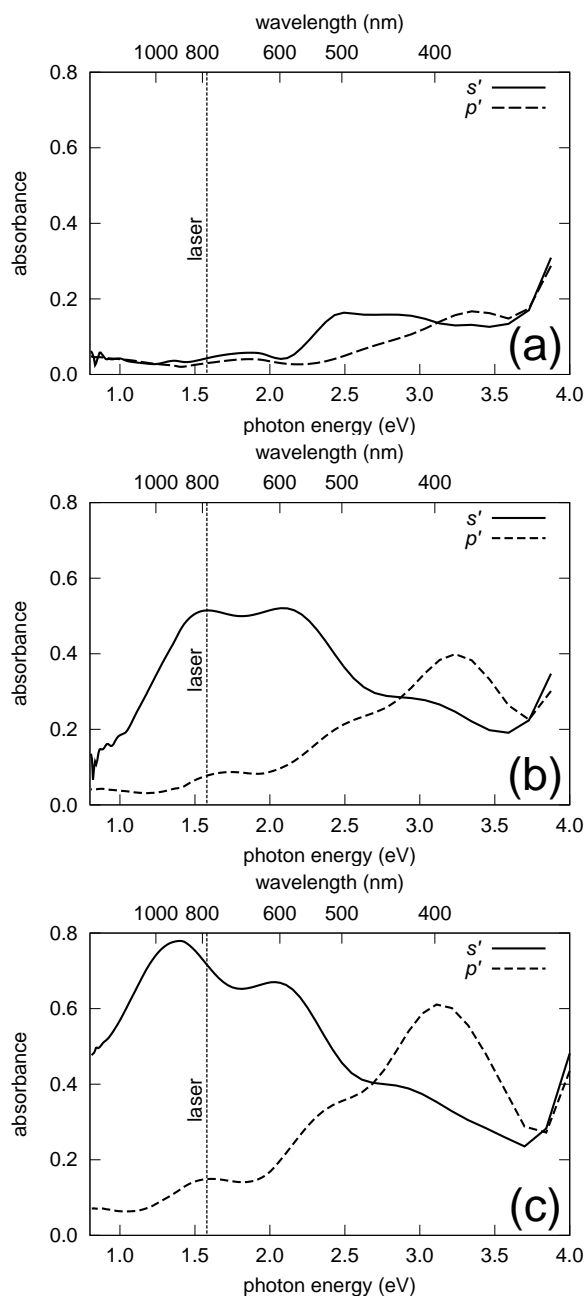 wavelength (nm)
1000 800 600 500 400
0.8
s'
p'
0.6
absorbance
0.4
laser
0.2
(a)
0.0
1.0 1.5 2.0 2.5 3.0 3.5 4.0
photon energy (eV)
wavelength (nm)
1000 800 600 500 400
0.8
s'
p'
0.6
absorbance
0.4
laser
0.2
(b)
0.0
1.0 1.5 2.0 2.5 3.0 3.5 4.0
photon energy (eV)
wavelength (nm)
1000 800 600 500 400
0.8
s'
p'
0.6
absorbance
0.4
laser
0.2
(c)
0.0
1.0 1.5 2.0 2.5 3.0 3.5 4.0
photon energy (eV)